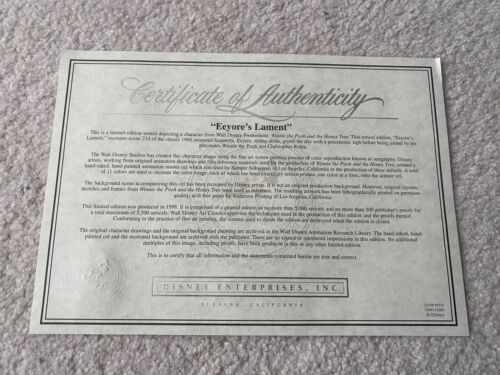 Certificate of Authenticity
“Eeyore's Lament”
This is a limited edition sericel depicting a character from Walt Disney Productions' Winnie the Pooh and the Honey Tree. This sericel edition, “Eeyore's
Lament,” recreates scene 234 of the classic 1966 animated featurette. Eeyore, sitting alone, greets the day with a pessimistic sigh before being joined by his
playmates, Winnie the Pooh and Christopher Robin.
The Walt Disney Studios has created this character image using the fine art screen printing process of color reproduction known as serigraphy. Disney
artists, working from original animation drawings and film reference materials used for the production of Winnie the Pooh and the Honey Tree, created a
hand-inked, hand-painted cel that was used as reference by Remper Silkscreen of Los Angeles, California in the production of these sericels. A total
of 11 colors are used to recreate the color image, each of which has been separately screen-printed, one color at a time, onto the sericel cel.
The background scene accompanying this cel has been recreated by Disney artists. It is not an original production background. However, original layouts,
sketches and frames from Winnie the Pooh and the Honey Tree were used as reference. The resulting artwork has been lithographically printed on premium-
quality, acid-free paper by Anderson Printing of Los Angeles, California.
This limited edition was produced in 1998. It is comprised of a general edition of no more than 5,000 sericels and no more than 500 publisher's proofs for
a total maximum of 5,500 sericels. Walt Disney Art Classics approves the techniques used in the production of this edition and the proofs thereof.
Conforming to the practice of fine art printing, the screens used to create the edition are destroyed when the edition is closed.
The original character drawings and the original background painting are archived in the Walt Disney Animation Research Library. The hand-inked, hand-
painted cel and the recreated background are archived with the publisher. There are no signed or numbered impressions in this edition. No additional
multiples of this image, including proofs, have been produced in this or any other limited edition.
This is to certify that all information and the statements contained herein are true and correct.
DISNEY ENTERPRISES, INC.
BURBANK, CALIFORNIA
© Disney